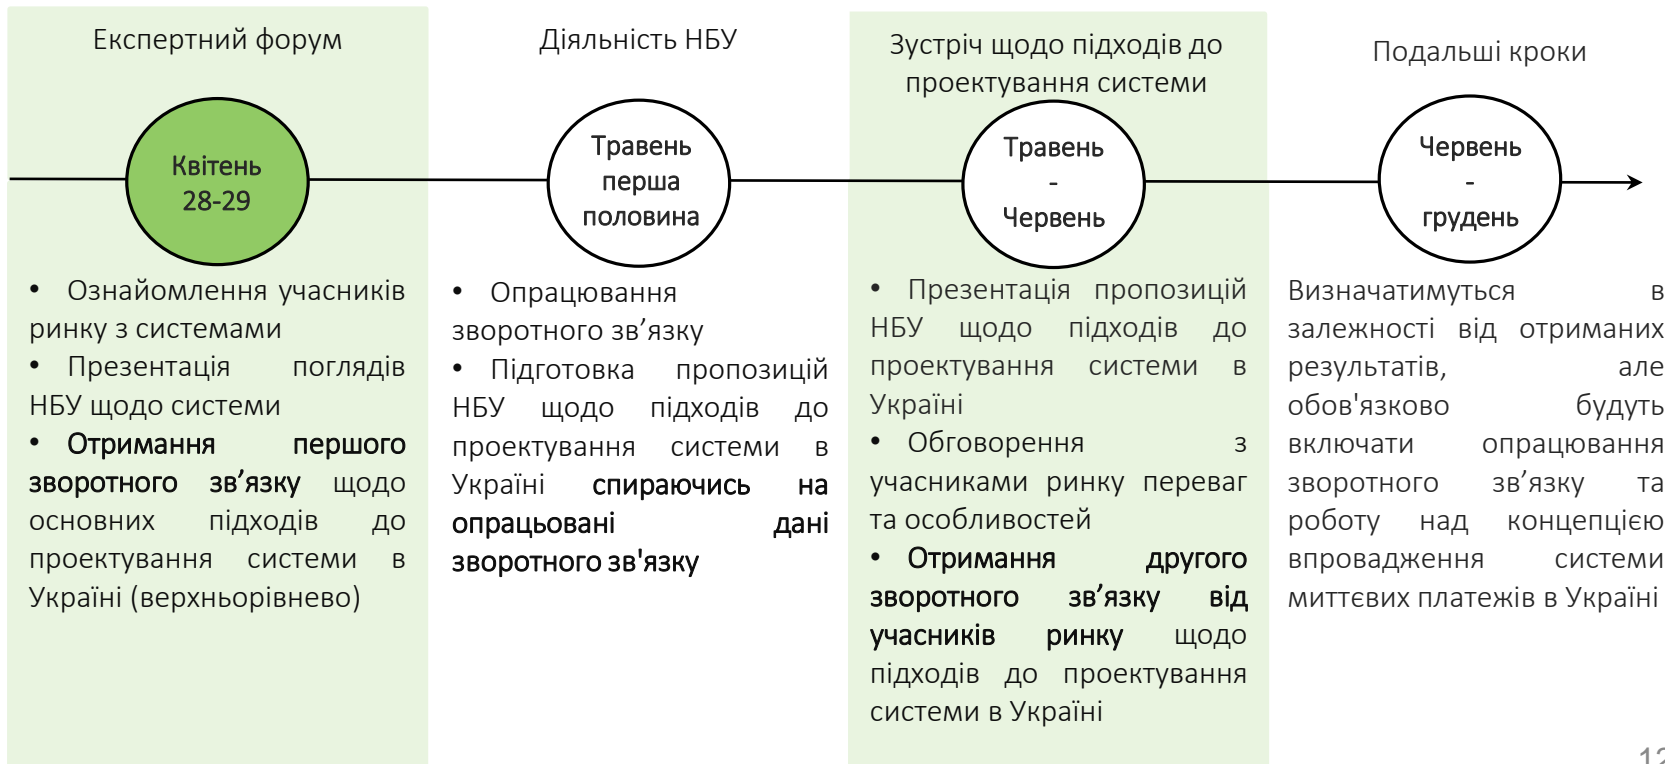 Експертний форум
Квітень
28-29
• Ознайомлення учасників
ринку з системами
• Презентація поглядів
НБУ щодо системи
• Отримання першого
зворотного зв’язку щодо
основних підходів до
проектування системи в
Україні (верхньорівнево)
Діяльність НБУ
Травень
перша
половина
• Опрацювання
зворотного зв’язку
• Підготовка пропозицій
НБУ щодо підходів до
проектування системи в
Україні спираючись на
опрацьовані дані
зворотного зв'язку
Зустріч щодо підходів до
проектування системи
Травень
-
Червень
• Презентація пропозицій
НБУ щодо підходів до
проектування системи в
Україні
• Обговорення з
учасниками ринку переваг
та особливостей
• Отримання другого
зворотного зв’язку від
учасників ринку щодо
підходів до проектування
системи в Україні
Подальші кроки
Червень
-
грудень
Визначатимуться в
залежності від отриманих
результатів, але
обов'язково будуть
включати опрацювання
зворотного зв’язку та
роботу над концепцією
впровадження системи
миттєвих платежів в Україні
12